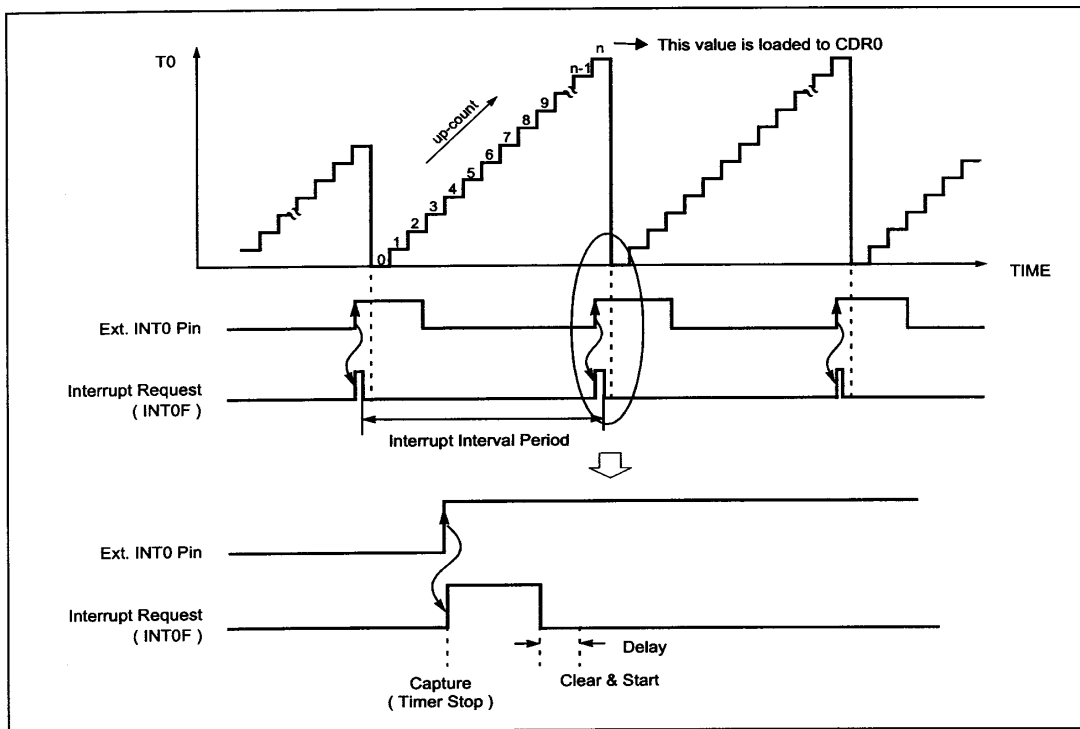 T0
n
This value is loaded to CDR0
n-1
9
8
7
6
5
4
3
2
1
0
up-count
TIME
Ext. INT0 Pin
Interrupt Request
( INT0F )
Interrupt Interval Period
Ext. INT0 Pin
Interrupt Request
( INT0F )
Delay
Capture
( Timer Stop )
Clear & Start